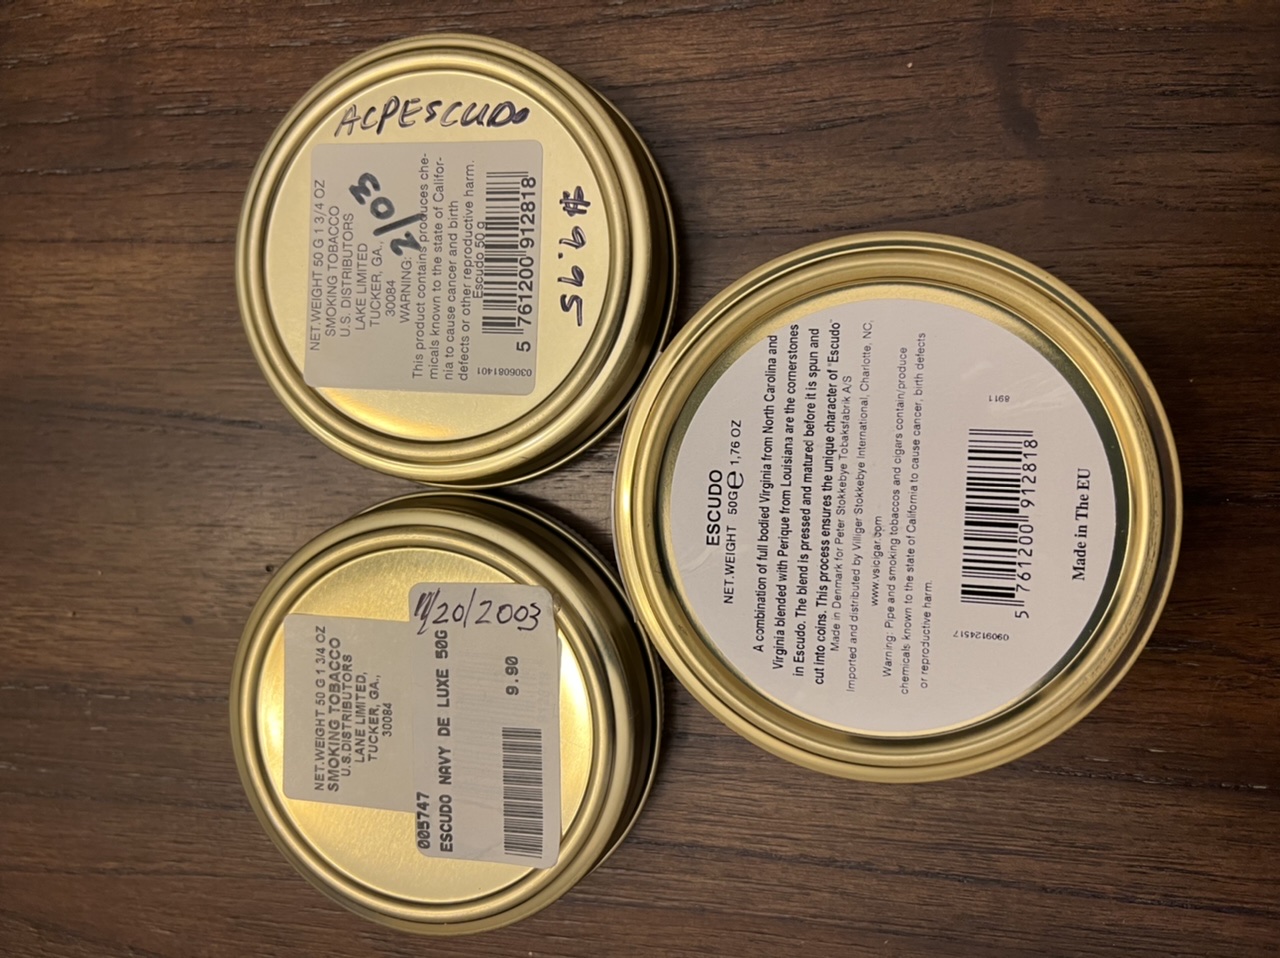 ACPESCUDO
NET.WEIGHT 50 G 1 3/4 OZ
SMOKING TOBACCO
U.S. DISTRIBUTORS
LAKE LIMITED
TUCKER, GA.,
30084
2/03
WARNING:
This product contains produces che-
micals known to the state of Califor-
nia to cause cancer and birth
defects or other reproductive harm.
Escudo 50 g
5 761200 912818
0306081401
$ 9.95
NET.WEIGHT 50 G 1 3/4 OZ
SMOKING TOBACCO
U.S.DISTRIBUTORS
LANE LIMITED,
TUCKER, GA.,
30084
/20/2003
005747
ESCUDO NAVY DE LUXE 50G
9.90
ESCUDO
NET.WEIGHT 50G e 1,76 OZ
A combination of full bodied Virginia from North Carolina and
Virginia blended with Perique from Louisiana are the cornerstones
in Escudo. The blend is pressed and matured before it is spun and
cut into coins. This process ensures the unique character of "Escudo"
Made in Denmark for Peter Stokkebye Tobaksfabrik A/S
Imported and distributed by Villiger Stokkebye International, Charlotte, NC,
www.vsicigar.com
Warning: Pipe and smoking tobaccos and cigars contain/produce
chemicals known to the state of California to cause cancer, birth defects
or reproductive harm.
8911
5 761200 912818
0909124517
Made in The EU